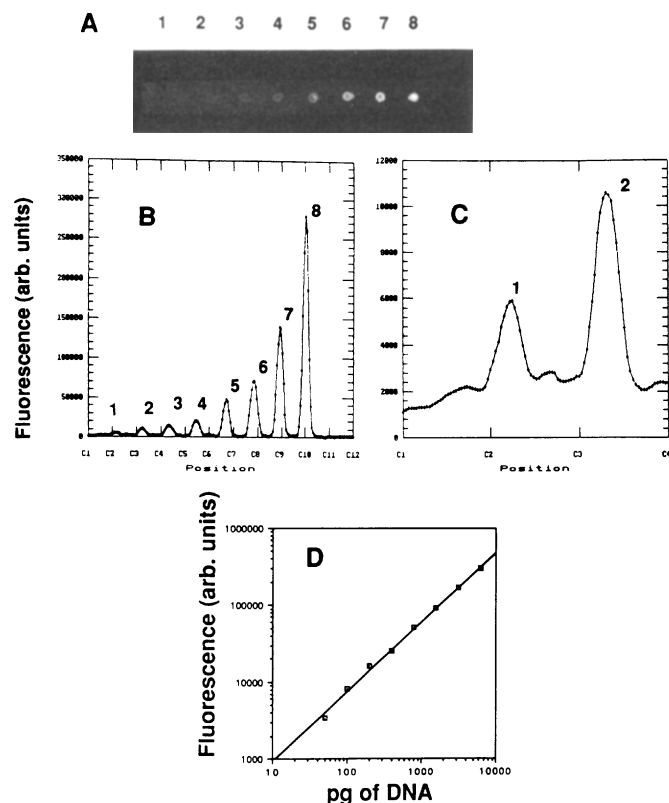 A
1 2 3 4 5 6 7 8
Fluorescence (arb. units)
350000
300000
250000
200000
150000
100000
50000
0
B
1 2 3 4 5 6 7 8
C1 C2 C3 C4 C5 C6 C7 C8 C9 C10 C11 C12
Position
12000
10000
8000
6000
4000
2000
0
C
1 2
C1 C2 C3 C4
Position
Fluorescence (arb. units)
1000000
100000
10000
1000
D
10 100 1000 10000
pg of DNA